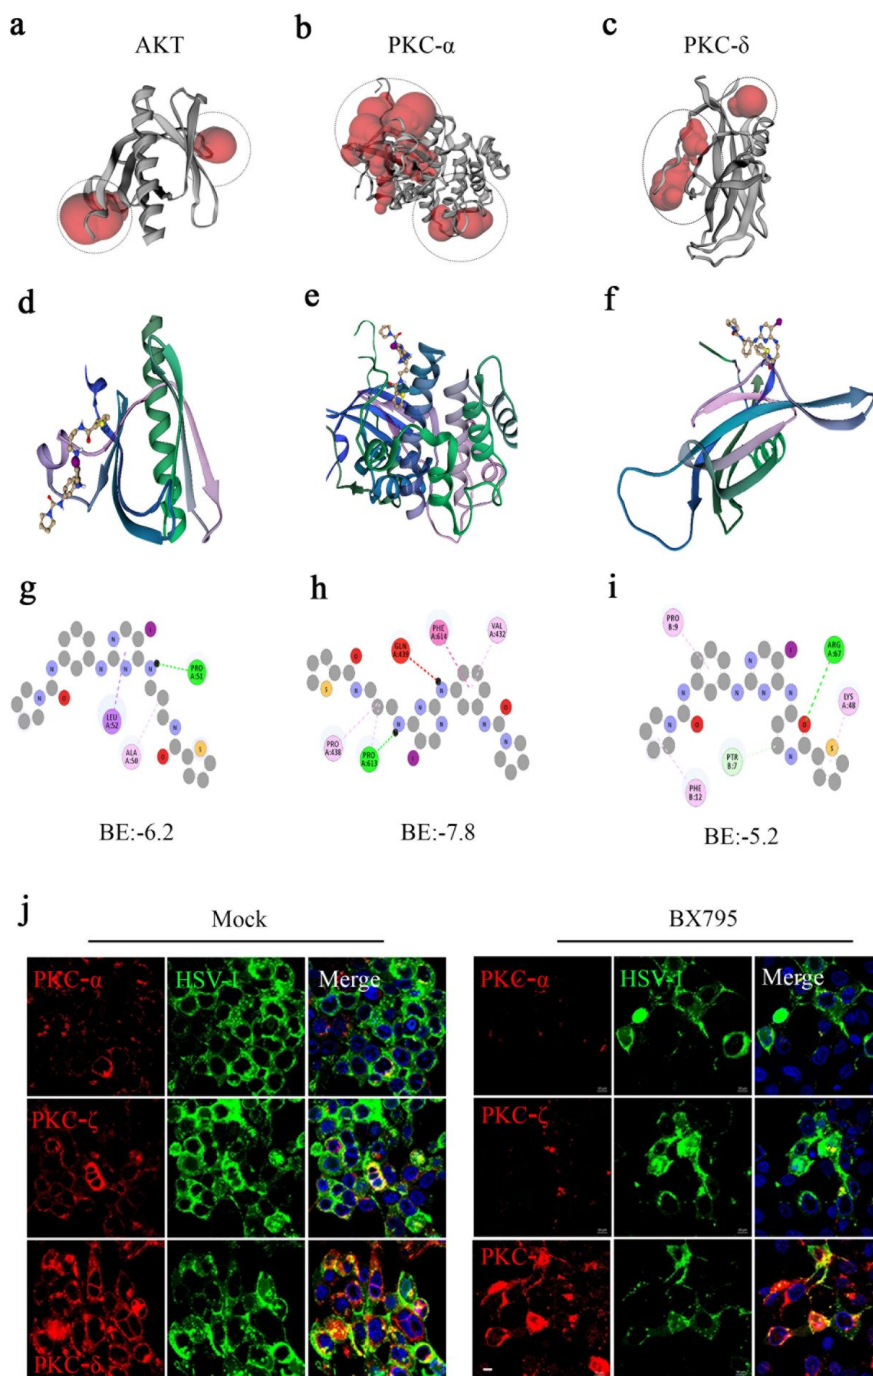 a
AKT
b
PKC-α
c
PKC-δ
d
e
f
g
N
I
N
N
N
N
N
N
O
PRO
A:51
LEU
A:52
ALA
A:50
N
O
S
BE:-6.2
h
GLN
A:439
PHE
A:614
VAL
A:432
O
S
N
N
N
N
N
N
N
O
I
PRO
A:438
PRO
A:613
BE:-7.8
i
PRO
B:9
I
ARG
A:67
LYS
A:48
N
N
N
N
N
N
O
O
S
N
PTR
B:7
PHE
B:12
BE:-5.2
j
Mock
BX795
PKC-α
HSV-1
Merge
PKC-α
HSV-1
Merge
PKC-ζ
PKC-ζ
PKC-δ
PKC-δ